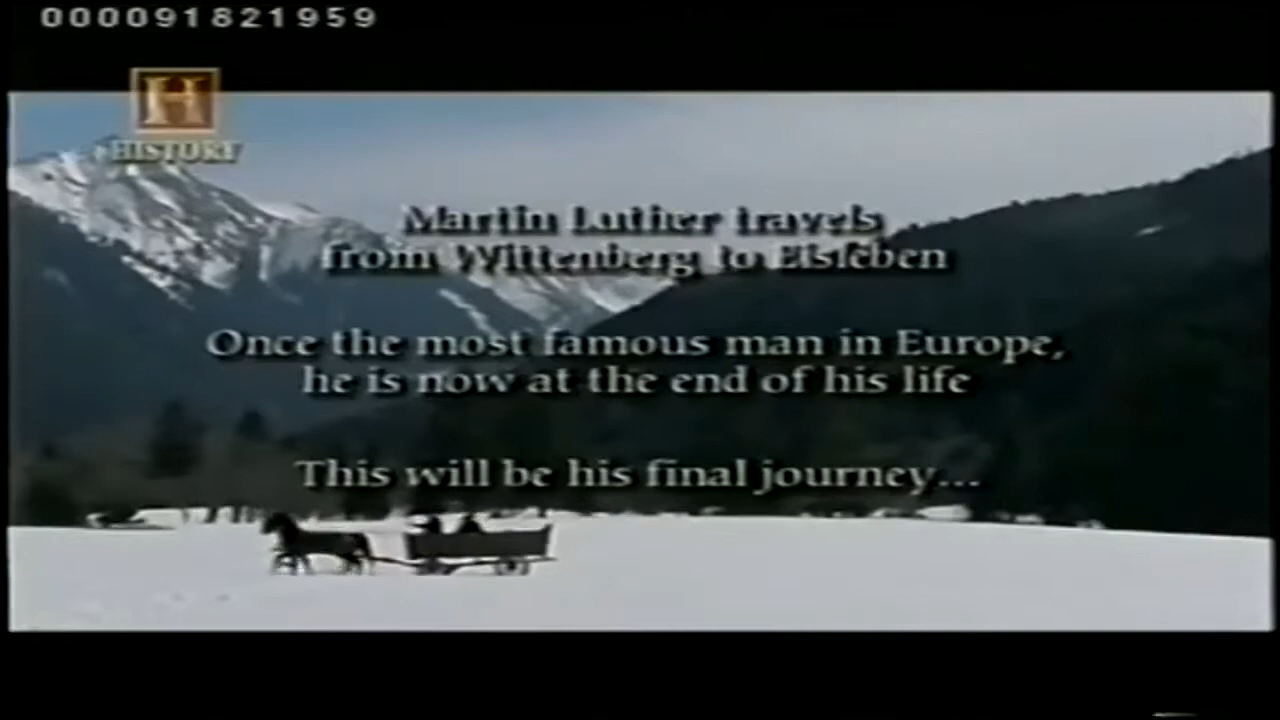 000091821959
H
HISTORY
Martin Luther travels
from Wittenberg to Eisleben
Once the most famous man in Europe,
he is now at the end of his life
This will be his final journey...